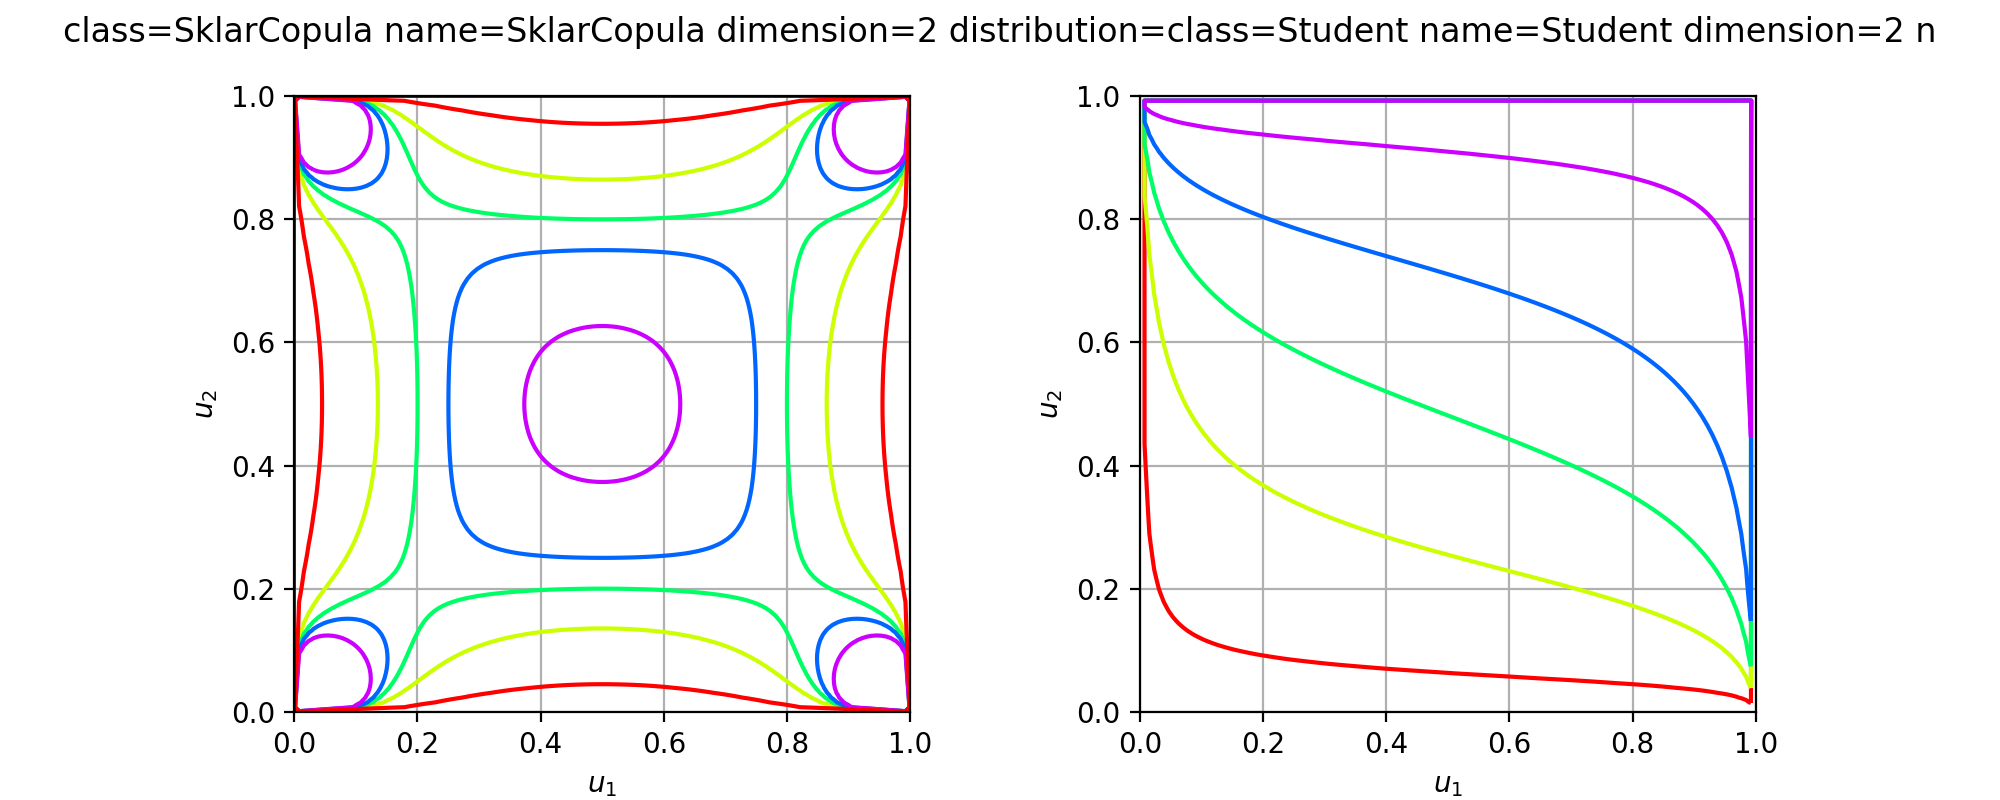 class=SklarCopula name=SklarCopula dimension=2 distribution=class=Student name=Student dimension=2 n
1.0
0.8
0.6
0.4
0.2
0.0
u2
0.0 0.2 0.4 0.6 0.8 1.0
u1
1.0
0.8
0.6
0.4
0.2
0.0
u2
0.0 0.2 0.4 0.6 0.8 1.0
u1